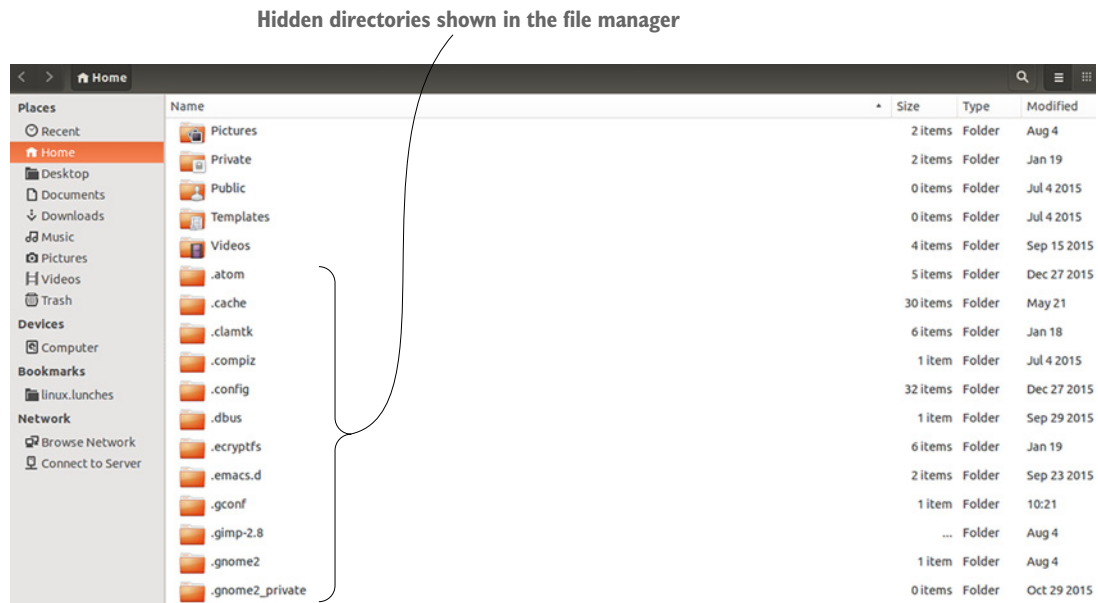 Hidden directories shown in the file manager
Home
Places
Recent
Home
Desktop
Documents
Downloads
Music
Pictures
Videos
Trash
Devices
Computer
Bookmarks
linux.lunches
Network
Browse Network
Connect to Server
Name Size Type Modified
Pictures 2 items Folder Aug 4
Private 2 items Folder Jan 19
Public 0 items Folder Jul 4 2015
Templates 0 items Folder Jul 4 2015
Videos 4 items Folder Sep 15 2015
.atom 5 items Folder Dec 27 2015
.cache 30 items Folder May 21
.clamtk 6 items Folder Jan 18
.compiz 1 item Folder Jul 4 2015
.config 32 items Folder Dec 27 2015
.dbus 1 item Folder Sep 29 2015
.ecryptfs 6 items Folder Jan 19
.emacs.d 2 items Folder Sep 23 2015
.gconf 1 item Folder 10:21
.gimp-2.8 ... Folder Aug 4
.gnome2 1 item Folder Aug 4
.gnome2_private 0 items Folder Oct 29 2015